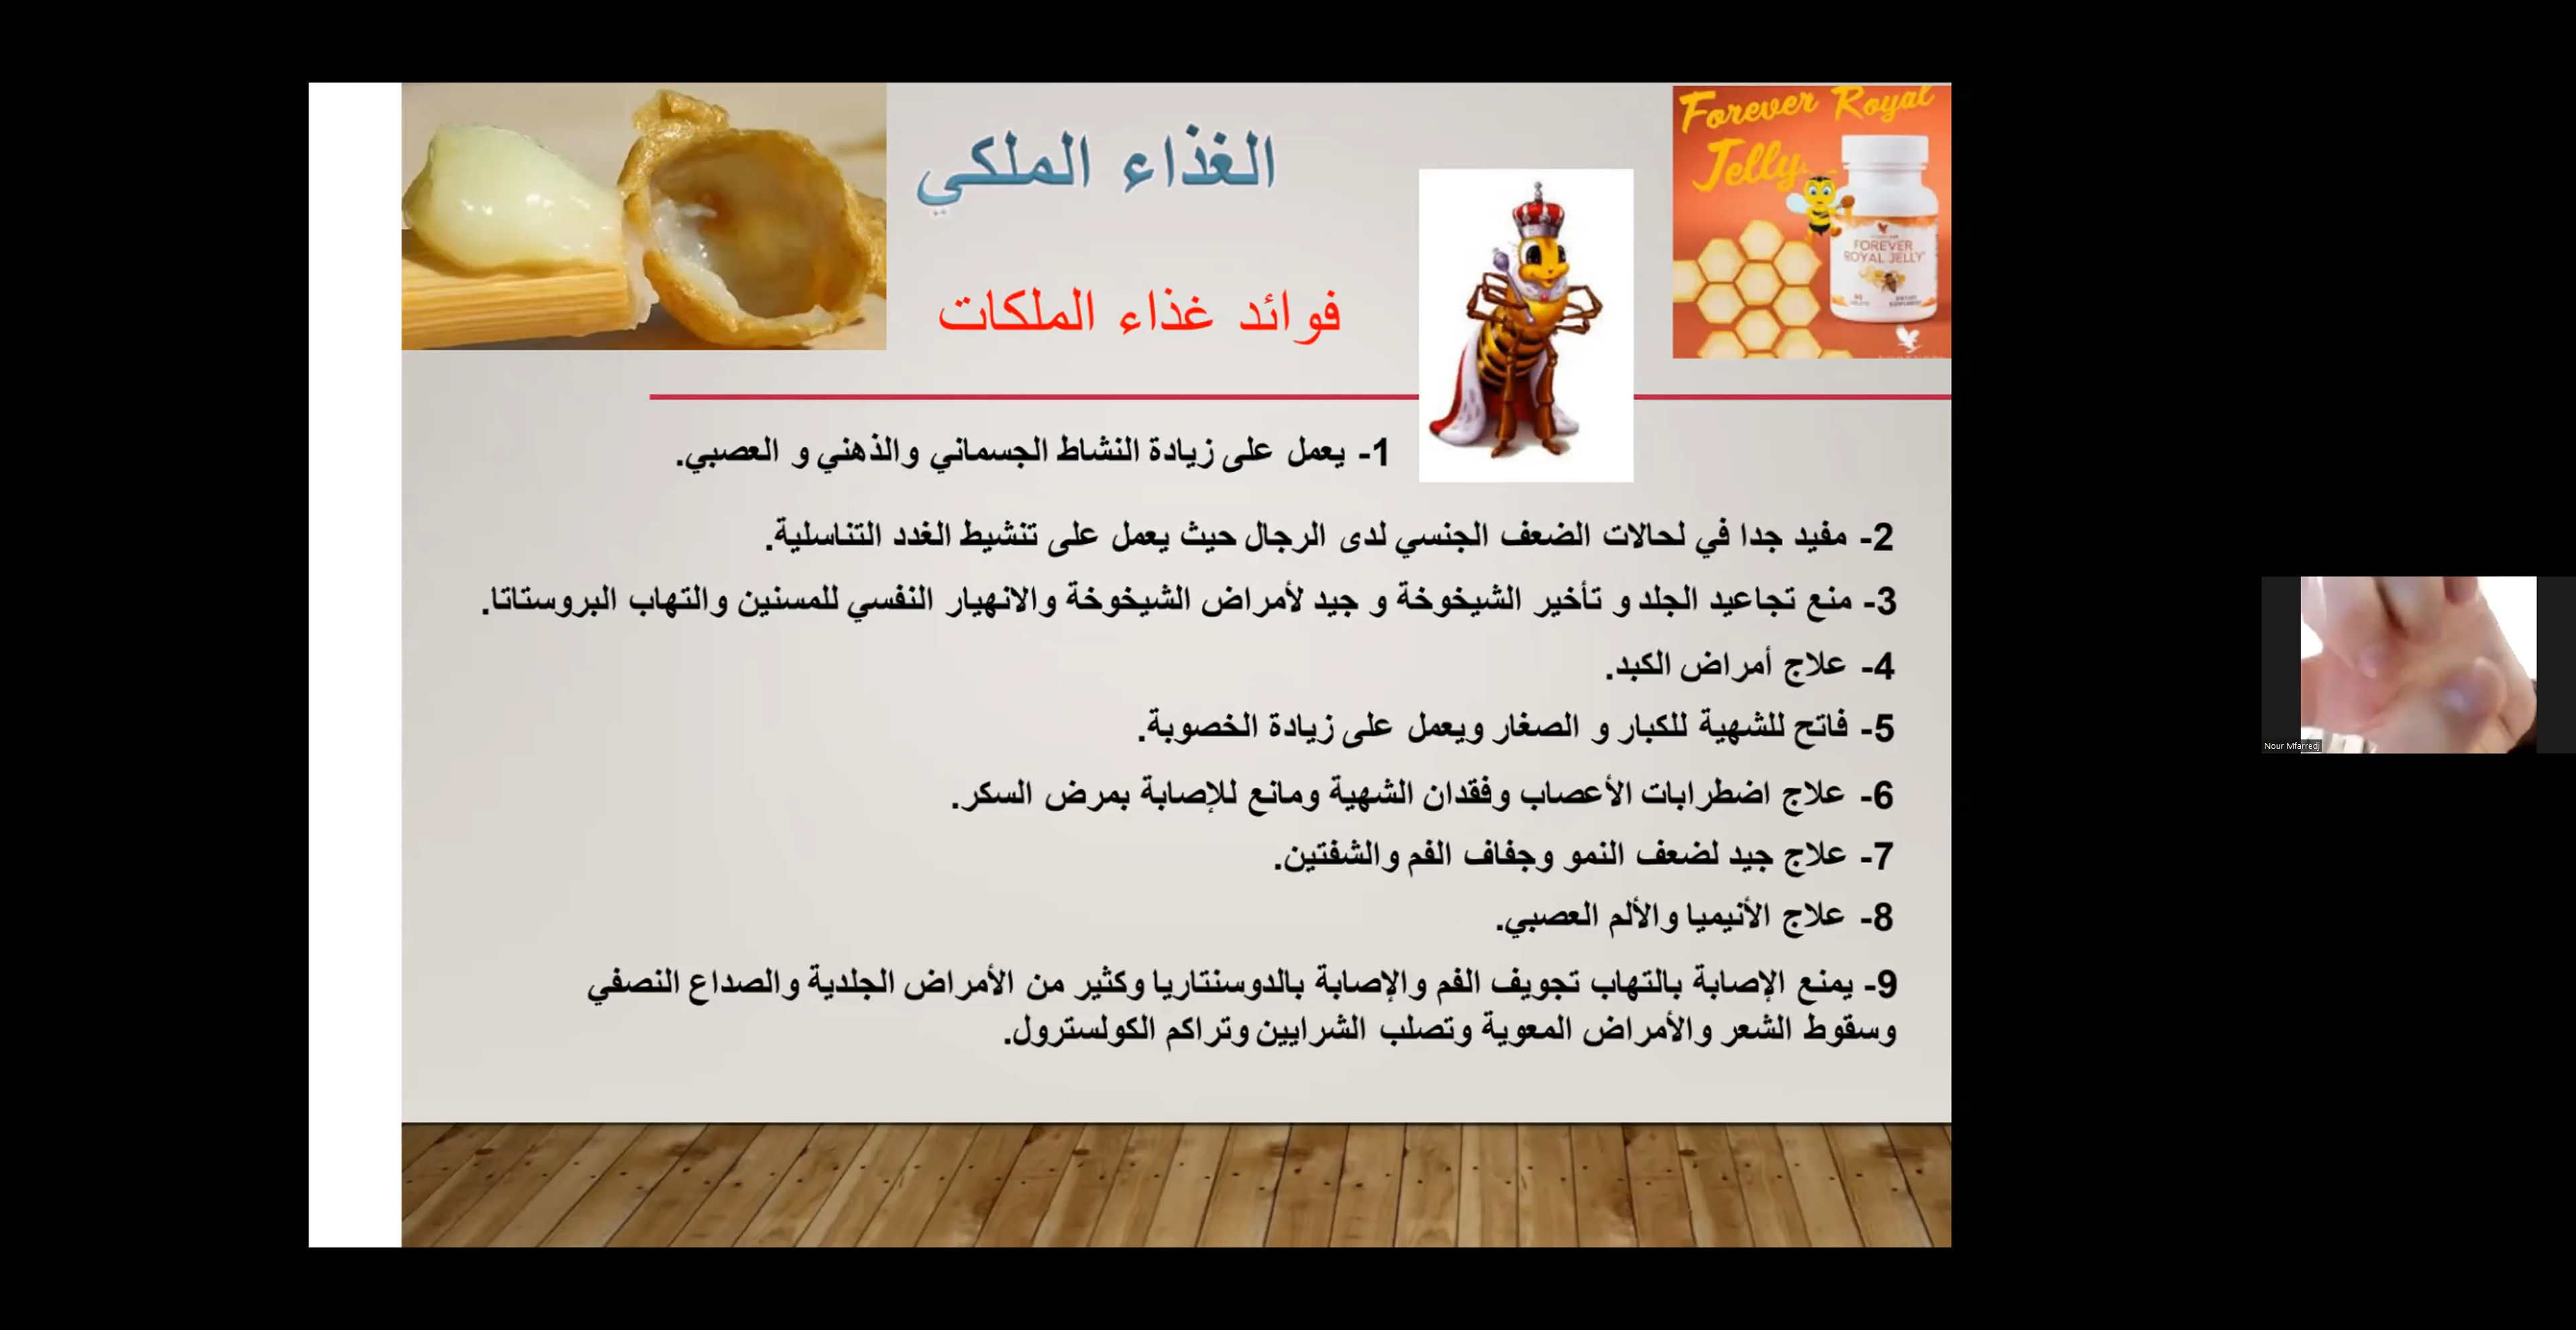 Forever Royal
Jelly
FOREVER
ROYAL JELLY
الغذاء الملكي
فوائد غذاء الملكات
1- يعمل على زيادة النشاط الجسماني والذهني و العصبي.
2- مفيد جدا في لحالات الضعف الجنسي لدى الرجال حيث يعمل على تنشيط الغدد التناسلية.
3- منع تجاعيد الجلد و تأخير الشيخوخة و جيد لأمراض الشيخوخة والانهيار النفسي للمسنين والتهاب البروستاتا.
4- علاج أمراض الكبد.
5- فاتح للشهية للكبار و الصغار ويعمل على زيادة الخصوبة.
6- علاج اضطرابات الأعصاب وفقدان الشهية ومانع للإصابة بمرض السكر.
7- علاج جيد لضعف النمو وجفاف الفم والشفتين.
8- علاج الأنيميا والألم العصبي.
9- يمنع الإصابة بالتهاب تجويف الفم والإصابة بالدوسنتاريا وكثير من الأمراض الجلدية والصداع النصفي
وسقوط الشعر والأمراض المعوية وتصلب الشرايين وتراكم الكولسترول.
Nour Mfarredj